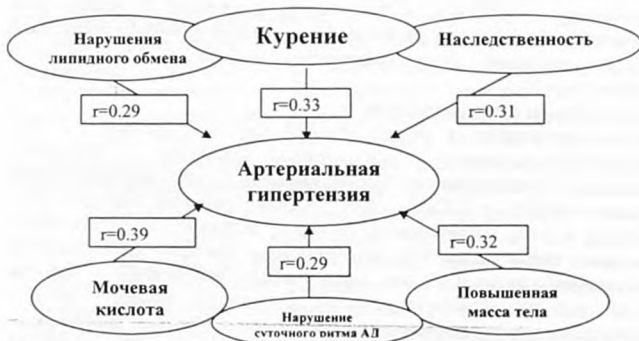 Нарушения
липидного обмена
Курение
Наследственность
r=0.29
r=0.33
r=0.31
Артериальная
гипертензия
r=0.39
r=0.29
r=0.32
Мочевая
кислота
Нарушение
суточного ритма АД
Повышенная
масса тела